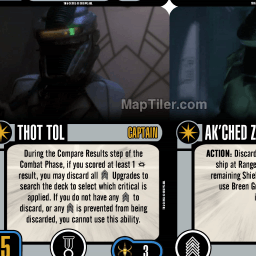 MapTiler.com
THOT TOL
CAPTAIN
During the Compare Results step of the
Combat Phase, if you scored at least 1
result, you may discard all Upgrades to
search the deck to select which critical is
applied. If you do not have any to
discard, or any is prevented from being
discarded, you cannot use this ability.
5
3
AK'CHED Z
ACTION: Discard
ship at Range
remaining Shie
use Breen G